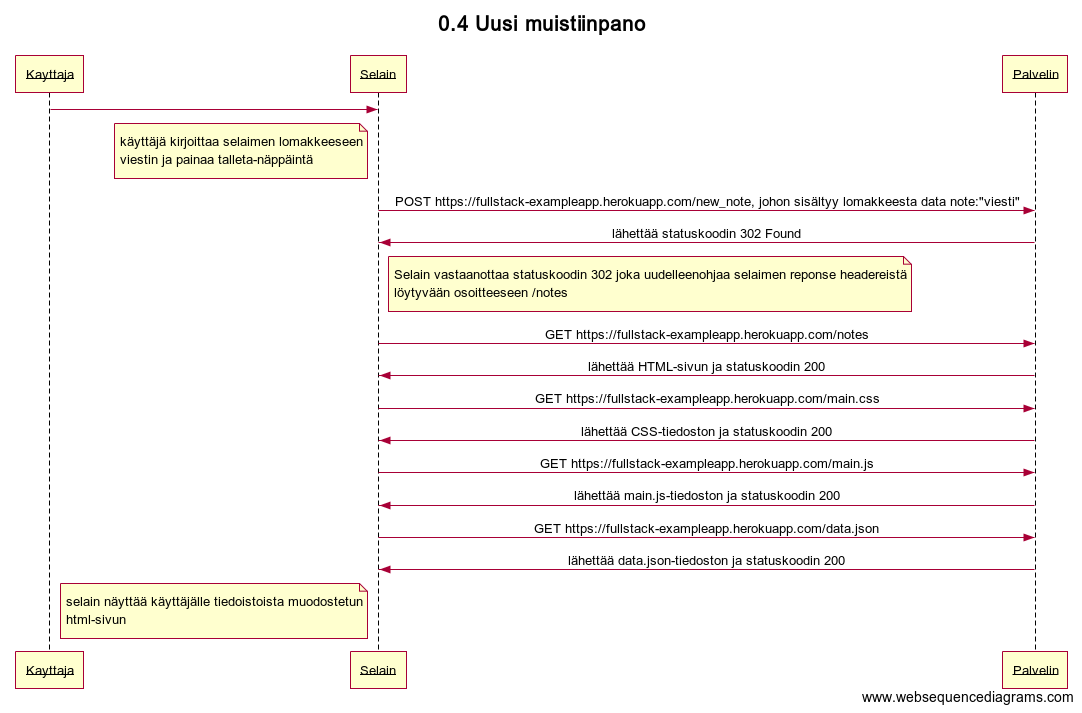 0.4 Uusi muistiinpano
Kayttaja
Selain
Palvelin
käyttäjä kirjoittaa selaimen lomakkeeseen
viestin ja painaa talleta-näppäintä
POST https://fullstack-exampleapp.herokuapp.com/new_note, johon sisältyy lomakkeesta data note:"viesti"
lähettää statuskoodin 302 Found
Selain vastaanottaa statuskoodin 302 joka uudelleenohjaa selaimen reponse headereistä
löytyvään osoitteeseen /notes
GET https://fullstack-exampleapp.herokuapp.com/notes
lähettää HTML-sivun ja statuskoodin 200
GET https://fullstack-exampleapp.herokuapp.com/main.css
lähettää CSS-tiedoston ja statuskoodin 200
GET https://fullstack-exampleapp.herokuapp.com/main.js
lähettää main.js-tiedoston ja statuskoodin 200
GET https://fullstack-exampleapp.herokuapp.com/data.json
lähettää data.json-tiedoston ja statuskoodin 200
selain näyttää käyttäjälle tiedoistoista muodostetun
html-sivun
Kayttaja
Selain
Palvelin
www.websequencediagrams.com